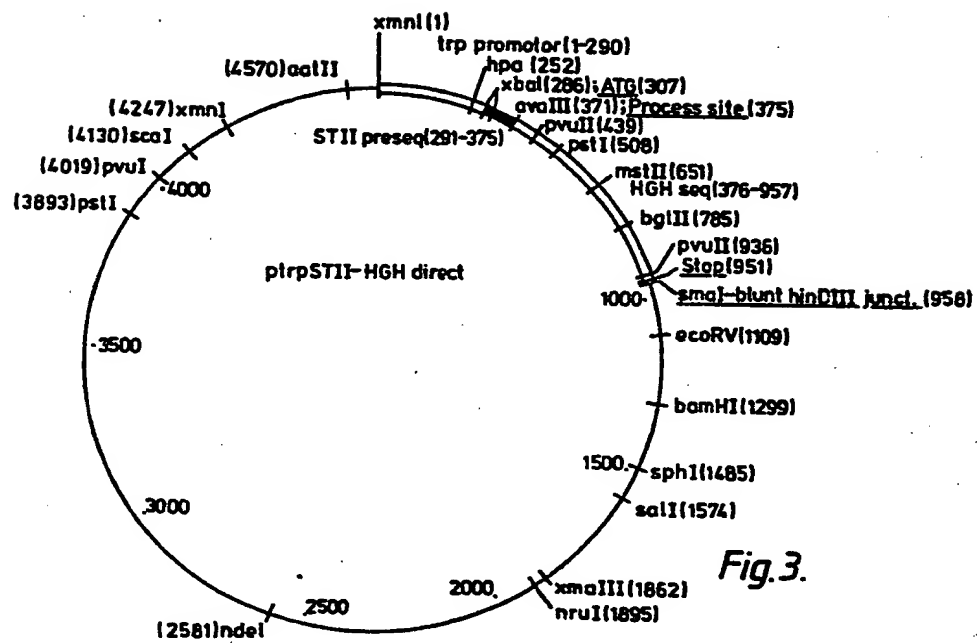 xmnI(1)
trp promotor(1-290)
hpa (252)
xbaI(286);ATG(307)
avaIII(371);Process site(375)
STII preseq(291-375)
pvuII(439)
pstI(508)
mstII(651)
HGH seq(376-957)
bglII(785)
pvuII(936)
Stop(951)
smaI-blunt hinDIII junct. (958)
1000
ecoRV(1109)
bamHI(1299)
1500
sphI(1485)
salI(1574)
xmaIII(1862)
nruI(1895)
2000
2500
(2581)ndeI
3000
3500
(3893)pstI
4000
(4019)pvuI
(4130)scaI
(4247)xmnI
(4570)aatII
ptrpSTII-HGH direct
Fig.3.